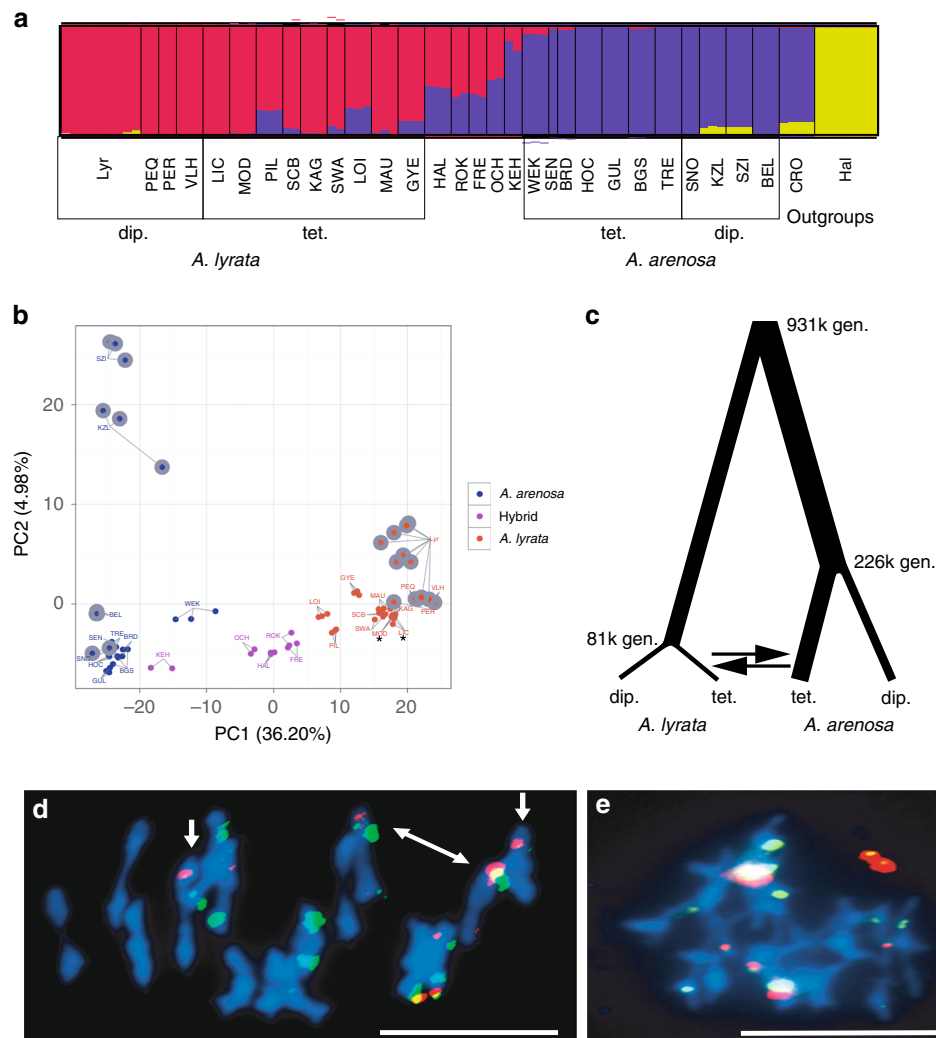 a
Lyr PEQ PER VLH LIC MOD PIL SCB KAG SWA LOI MAU GYE HAL ROK FRE OCH KEH WEK SEN BRD HOC GUL BGS TRE SNO KZL SZI BEL CRO Hal
Outgroups
dip. tet. tet. dip.
A. lyrata A. arenosa
b
PC2 (4.98%)
20
10
0
SZI
KZL
Lyr
GYE
PEQ
VLH
PER
LOI
MAU
KAG
SCB
SWA
MOD
LIC
PIL
* *
BEL
WEK
SEN
TRE
BRD
SNO
HOC
BGS
GUL
KEH
OCH
ROK
HAL
FRE
–20 –10 0 10 20
PC1 (36.20%)
A. arenosa
Hybrid
A. lyrata
c
931k gen.
226k gen.
81k gen.
dip. tet. tet. dip.
A. lyrata A. arenosa
d
e